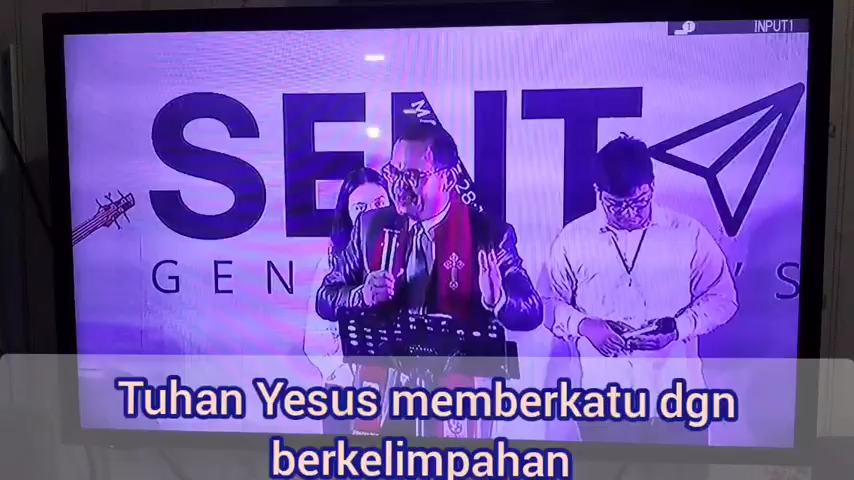 INPUT1
SENT
GEN 'S
Tuhan Yesus memberkatu dgn
berkelimpahan